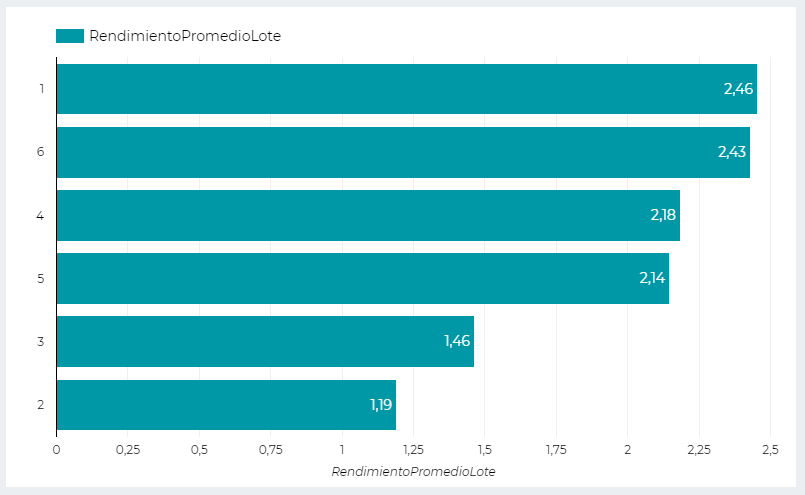 RendimientoPromedioLote
1 2,46
6 2,43
4 2,18
5 2,14
3 1,46
2 1,19
0 0,25 0,5 0,75 1 1,25 1,5 1,75 2 2,25 2,5
RendimientoPromedioLote